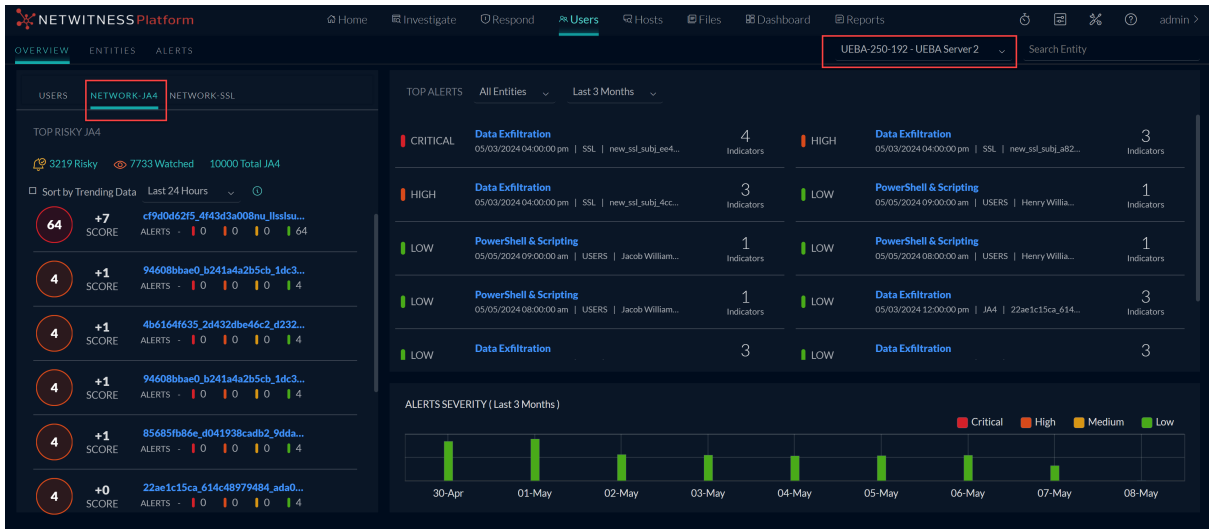 NETWITNESS Platform
Home
Investigate
Respond
Users
Hosts
Files
Dashboard
Reports
admin >
OVERVIEW
ENTITIES
ALERTS
UEBA-250-192 - UEBA Server2
Search Entity
USERS
NETWORK-JA4
NETWORK-SSL
TOP RISKY JA4
3219 Risky
7733 Watched
10000 Total JA4
Sort by Trending Data
Last 24 Hours
64 +7 cf9d0d62f5_4f43d3a008nu_llsslsu...
SCORE ALERTS - 0 0 0 64
4 +1 94608bbae0_b241a4a2b5cb_1dc3...
SCORE ALERTS - 0 0 0 4
4 +1 4b6164f635_2d432dbe46c2_d232...
SCORE ALERTS - 0 0 0 4
4 +1 94608bbae0_b241a4a2b5cb_1dc3...
SCORE ALERTS - 0 0 0 4
4 +1 85685fb86e_d041938cadb2_9dda...
SCORE ALERTS - 0 0 0 4
4 +0 22ae1c15ca_614c48979484_ada0...
SCORE ALERTS - 0 0 0 4
TOP ALERTS
All Entities
Last 3 Months
CRITICAL Data Exfiltration 4
05/03/2024 04:00:00 pm | SSL | new_ssl_subj_ee4... Indicators
HIGH Data Exfiltration 3
05/03/2024 04:00:00 pm | SSL | new_ssl_subj_a82... Indicators
HIGH Data Exfiltration 3
05/03/2024 04:00:00 pm | SSL | new_ssl_subj_4cc... Indicators
LOW PowerShell & Scripting 1
05/05/2024 09:00:00 am | USERS | Henry Willia... Indicators
LOW PowerShell & Scripting 1
05/05/2024 09:00:00 am | USERS | Jacob William... Indicators
LOW PowerShell & Scripting 1
05/05/2024 08:00:00 am | USERS | Henry Willia... Indicators
LOW PowerShell & Scripting 1
05/05/2024 08:00:00 am | USERS | Jacob William... Indicators
LOW Data Exfiltration 3
05/03/2024 12:00:00 pm | JA4 | 22ae1c15ca_614... Indicators
LOW Data Exfiltration 3
LOW Data Exfiltration 3
ALERTS SEVERITY ( Last 3 Months )
Critical High Medium Low
30-Apr 01-May 02-May 03-May 04-May 05-May 06-May 07-May 08-May